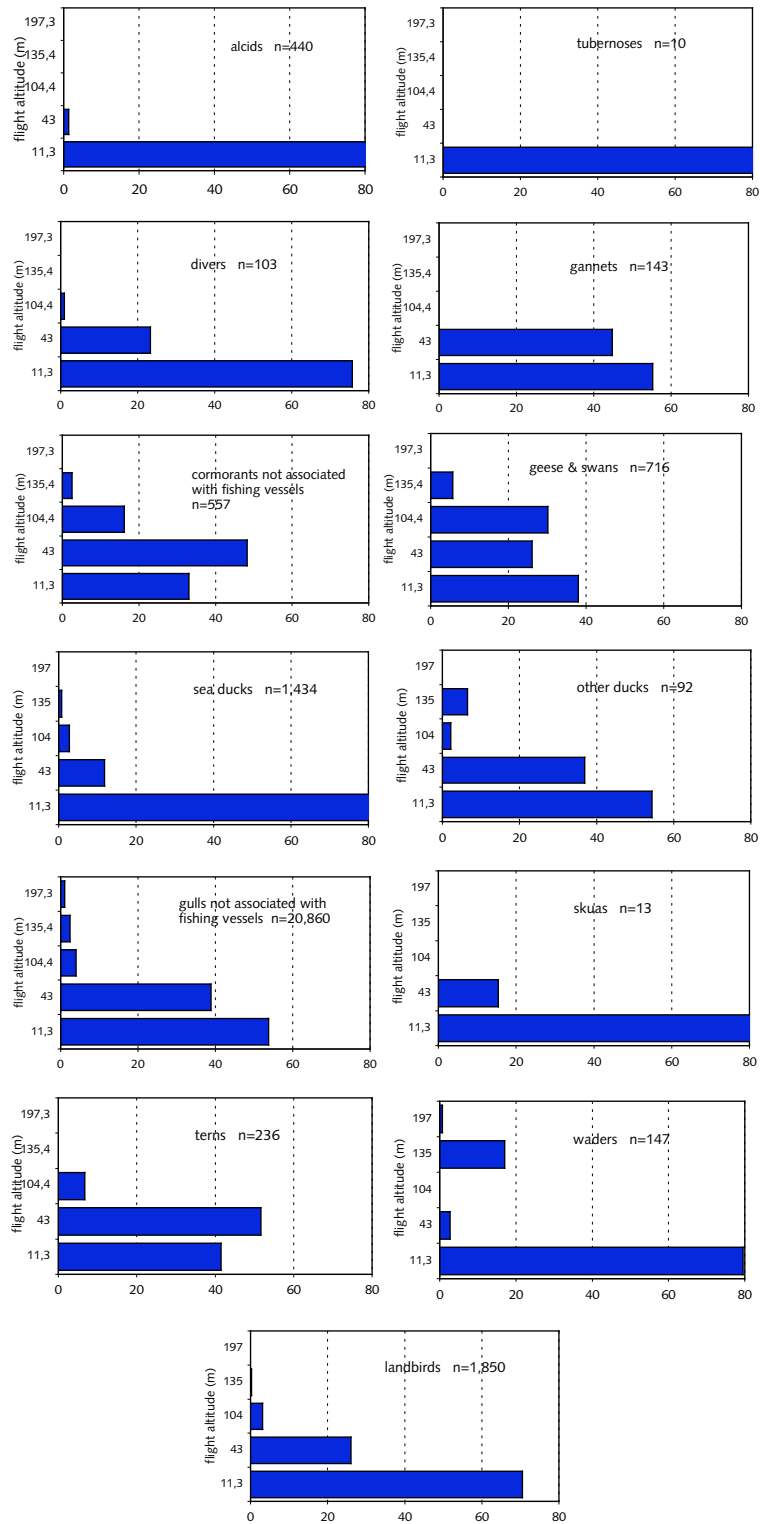 alcids n=440
flight altitude (m)
197,3
135,4
104,4
43
11,3
0 20 40 60 80
tubernoses n=10
flight altitude (m)
197,3
135,4
104,4
43
11,3
0 20 40 60 80
divers n=103
flight altitude (m)
197,3
135,4
104,4
43
11,3
0 20 40 60 80
gannets n=143
flight altitude (m)
197,3
135,4
104,4
43
11,3
0 20 40 60 80
cormorants not associated
with fishing vessels
n=557
flight altitude (m)
197,3
135,4
104,4
43
11,3
0 20 40 60 80
geese & swans n=716
flight altitude (m)
197,3
135,4
104,4
43
11,3
0 20 40 60 80
sea ducks n=1,434
flight altitude (m)
197
135
104
43
11,3
0 20 40 60 80
other ducks n=92
flight altitude (m)
197
135
104
43
11,3
0 20 40 60 80
gulls not associated with
fishing vessels n=20,860
flight altitude (m)
197,3
135,4
104,4
43
11,3
0 20 40 60 80
skuas n=13
flight altitude (m)
197
135
104
43
11,3
0 20 40 60 80
terns n=236
flight altitude (m)
197,3
135,4
104,4
43
11,3
0 20 40 60 80
waders n=147
flight altitude (m)
197
135
104
43
11,3
0 20 40 60 80
landbirds n=1,850
flight altitude (m)
197
135
104
43
11,3
0 20 40 60 80